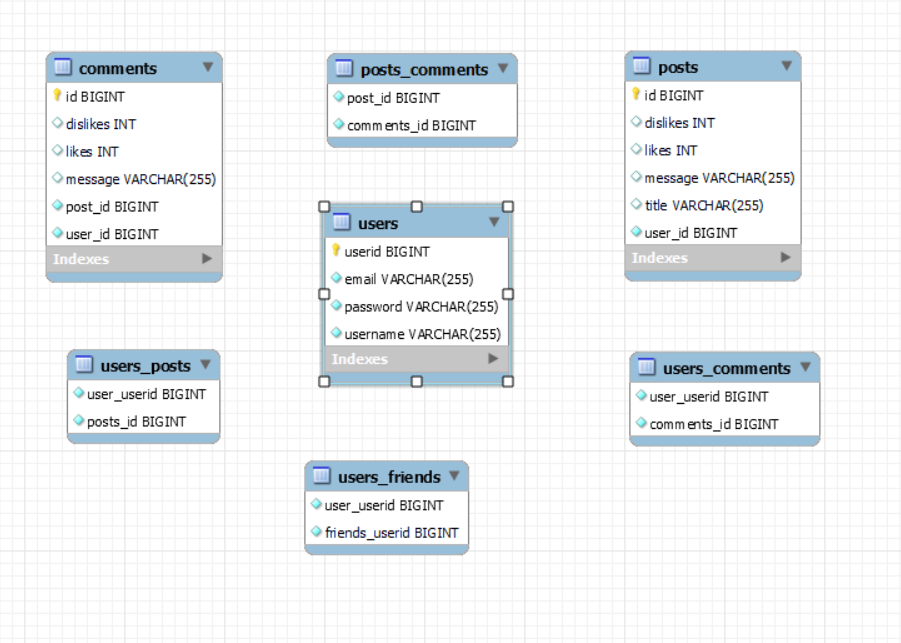 comments
id BIGINT
dislikes INT
likes INT
message VARCHAR(255)
post_id BIGINT
user_id BIGINT
Indexes
posts_comments
post_id BIGINT
comments_id BIGINT
posts
id BIGINT
dislikes INT
likes INT
message VARCHAR(255)
title VARCHAR(255)
user_id BIGINT
Indexes
users
userid BIGINT
email VARCHAR(255)
password VARCHAR(255)
username VARCHAR(255)
Indexes
users_posts
user_userid BIGINT
posts_id BIGINT
users_comments
user_userid BIGINT
comments_id BIGINT
users_friends
user_userid BIGINT
friends_userid BIGINT